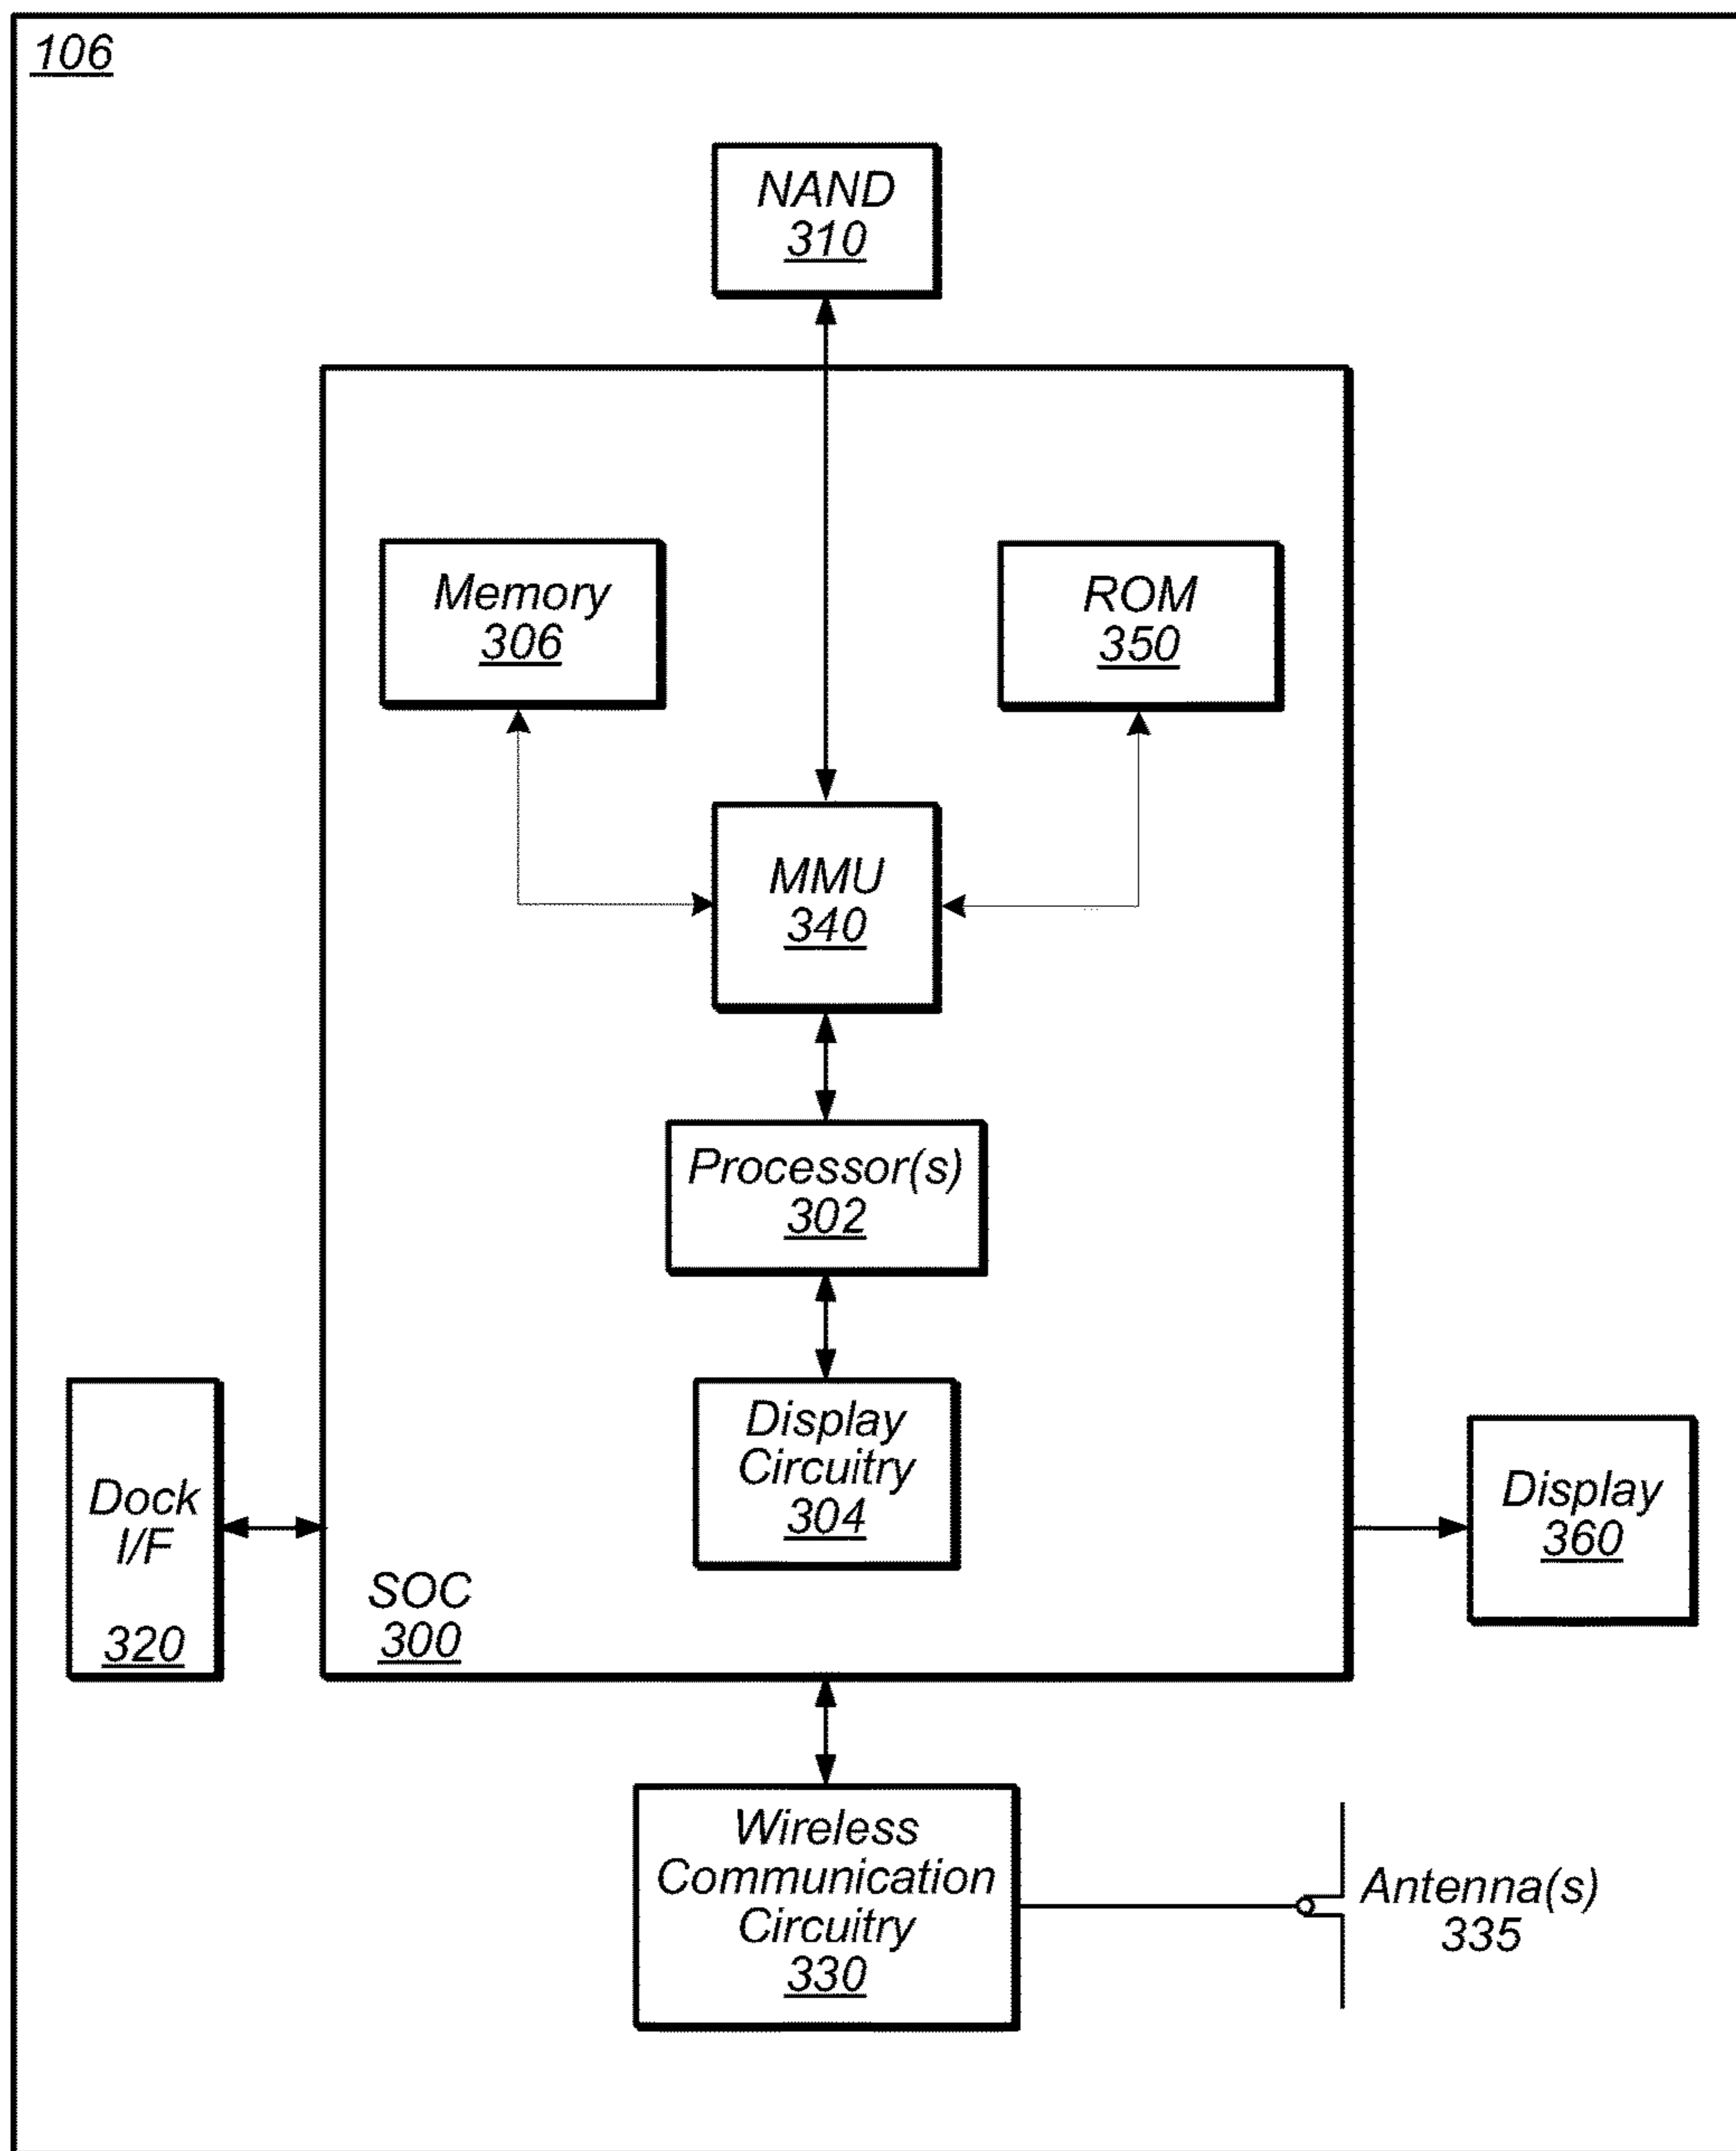 106
NAND
310
Memory
306
ROM
350
MMU
340
Processor(s)
302
Display
Circuitry
304
Dock
I/F
320
SOC
300
Display
360
Wireless
Communication
Circuitry
330
Antenna(s)
335